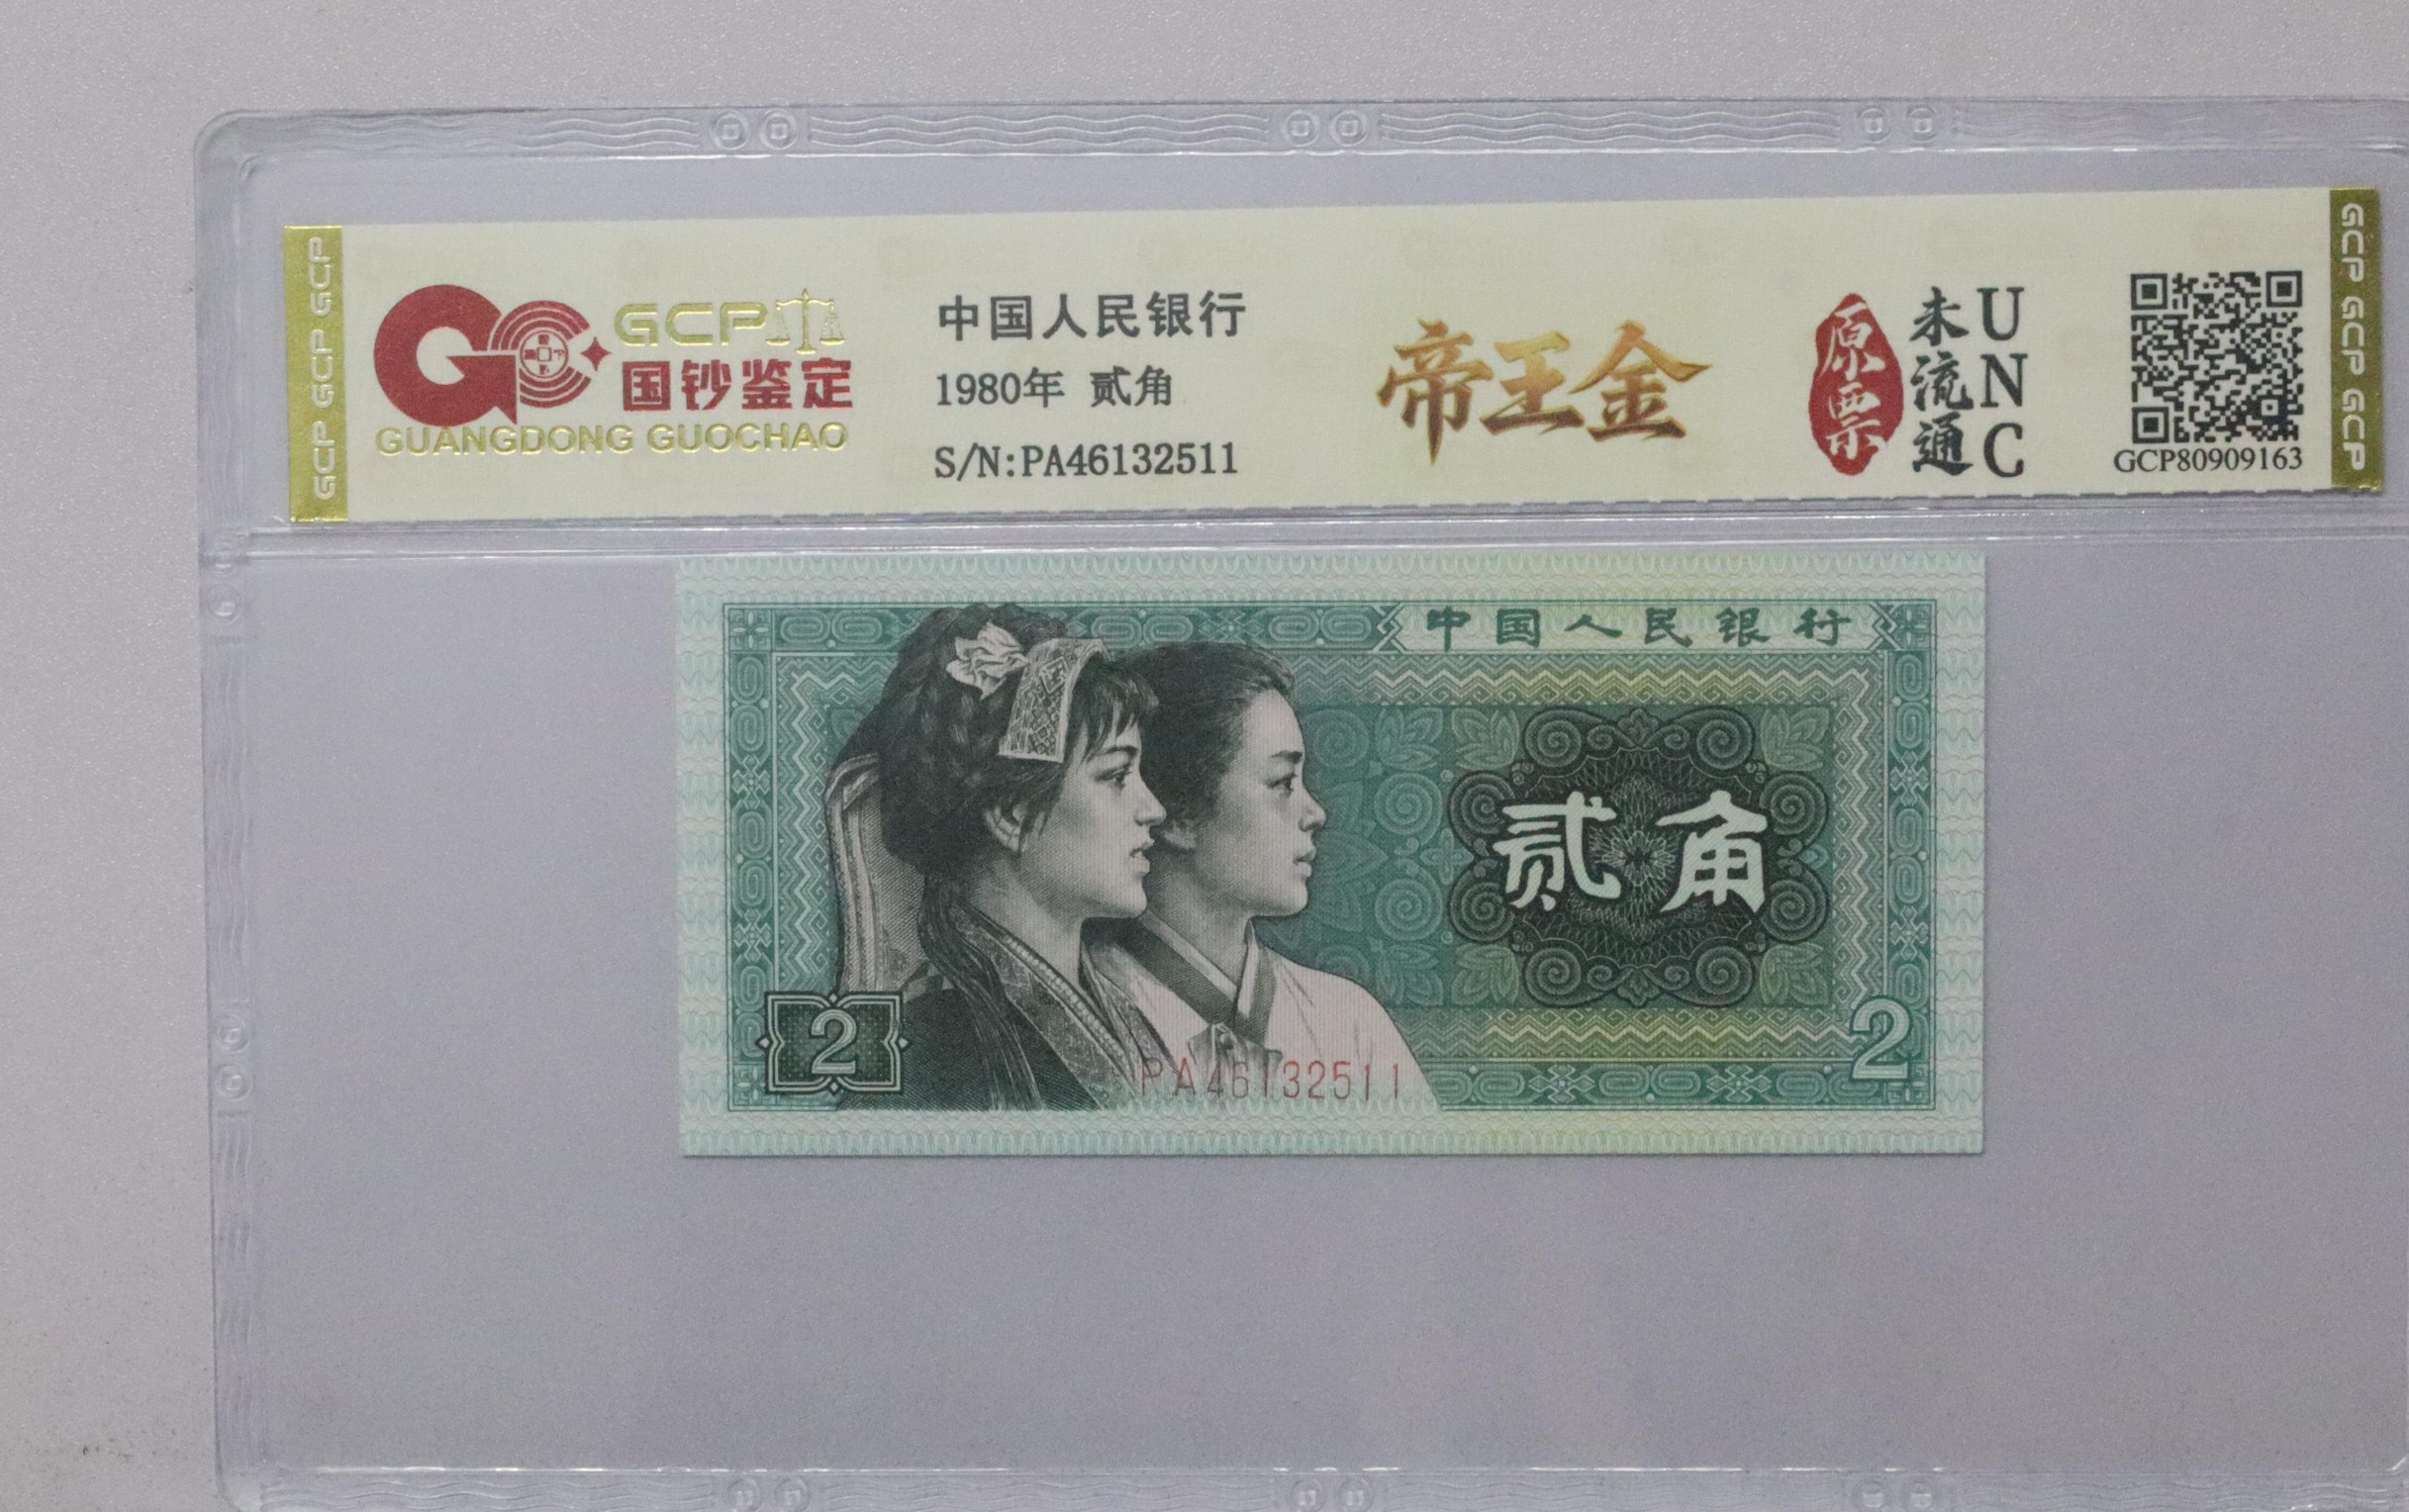 GCP GCP GCP
GCP
国钞鉴定
GUANGDONG GUOCHAO
中国人民银行
1980年 贰角
S/N:PA46132511
帝王金
原票
未流通
UNC
GCP80909163
GCP GCP GCP
中国人民银行
贰角
2
2
PA46132511